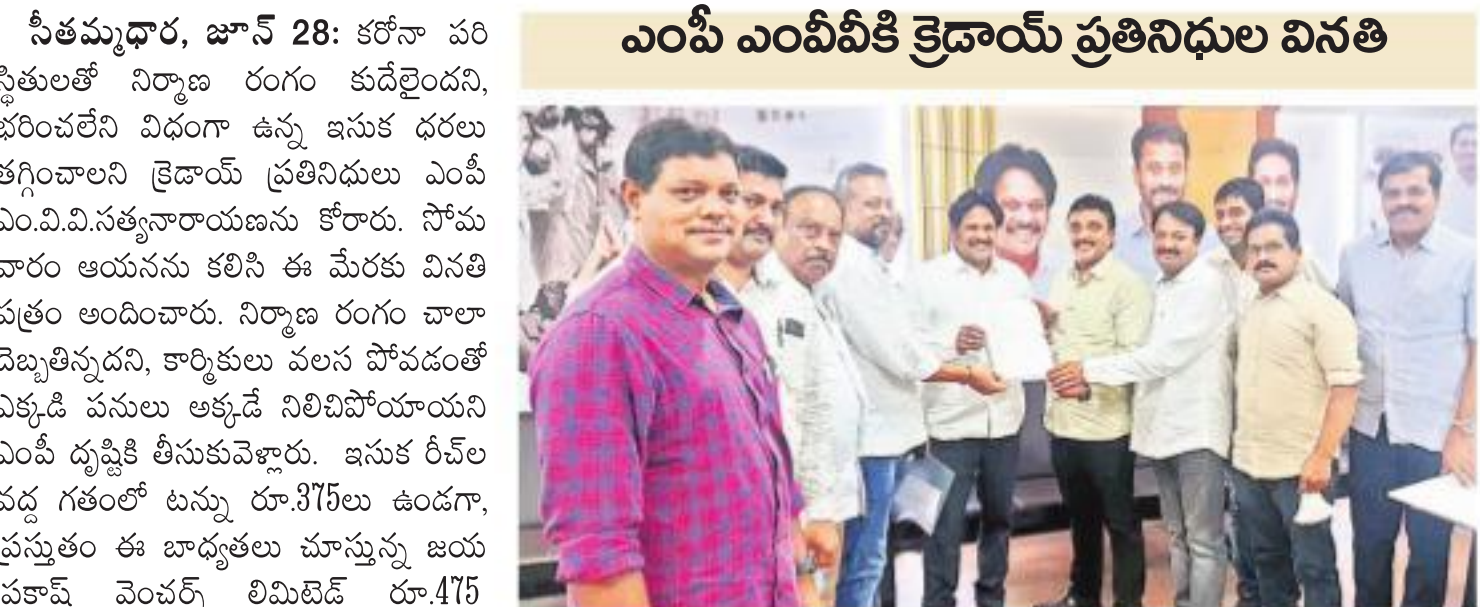 ఎంపీ ఎంవీవీకి క్రెడాయ్ ప్రతినిధుల వినతి
సీతమ్మధార, జూన్ 28: కరోనా పరి
స్థితులతో నిర్మాణ రంగం కుదేలైందని,
భరించలేని విధంగా ఉన్న ఇసుక ధరలు
తగ్గించాలని క్రెడాయ్ ప్రతినిధులు ఎంపీ
ఎం.వి.వి.సత్యనారాయణను కోరారు. సోమ
వారం ఆయనను కలిసి ఈ మేరకు వినతి
పత్రం అందించారు. నిర్మాణ రంగం చాలా
దెబ్బతిన్నదని, కార్మికులు వలస పోవడంతో
ఎక్కడి పనులు అక్కడే నిలిచిపోయాయని
ఎంపీ దృష్టికి తీసుకువెళ్లారు. ఇసుక రీచ్‌ల
వద్ద గతంలో టన్ను రూ.375లు ఉండగా,
ప్రస్తుతం ఈ బాధ్యతలు చూస్తున్న జయ
ప్రకాష్ వెంచర్స్ లిమిటెడ్ రూ.475